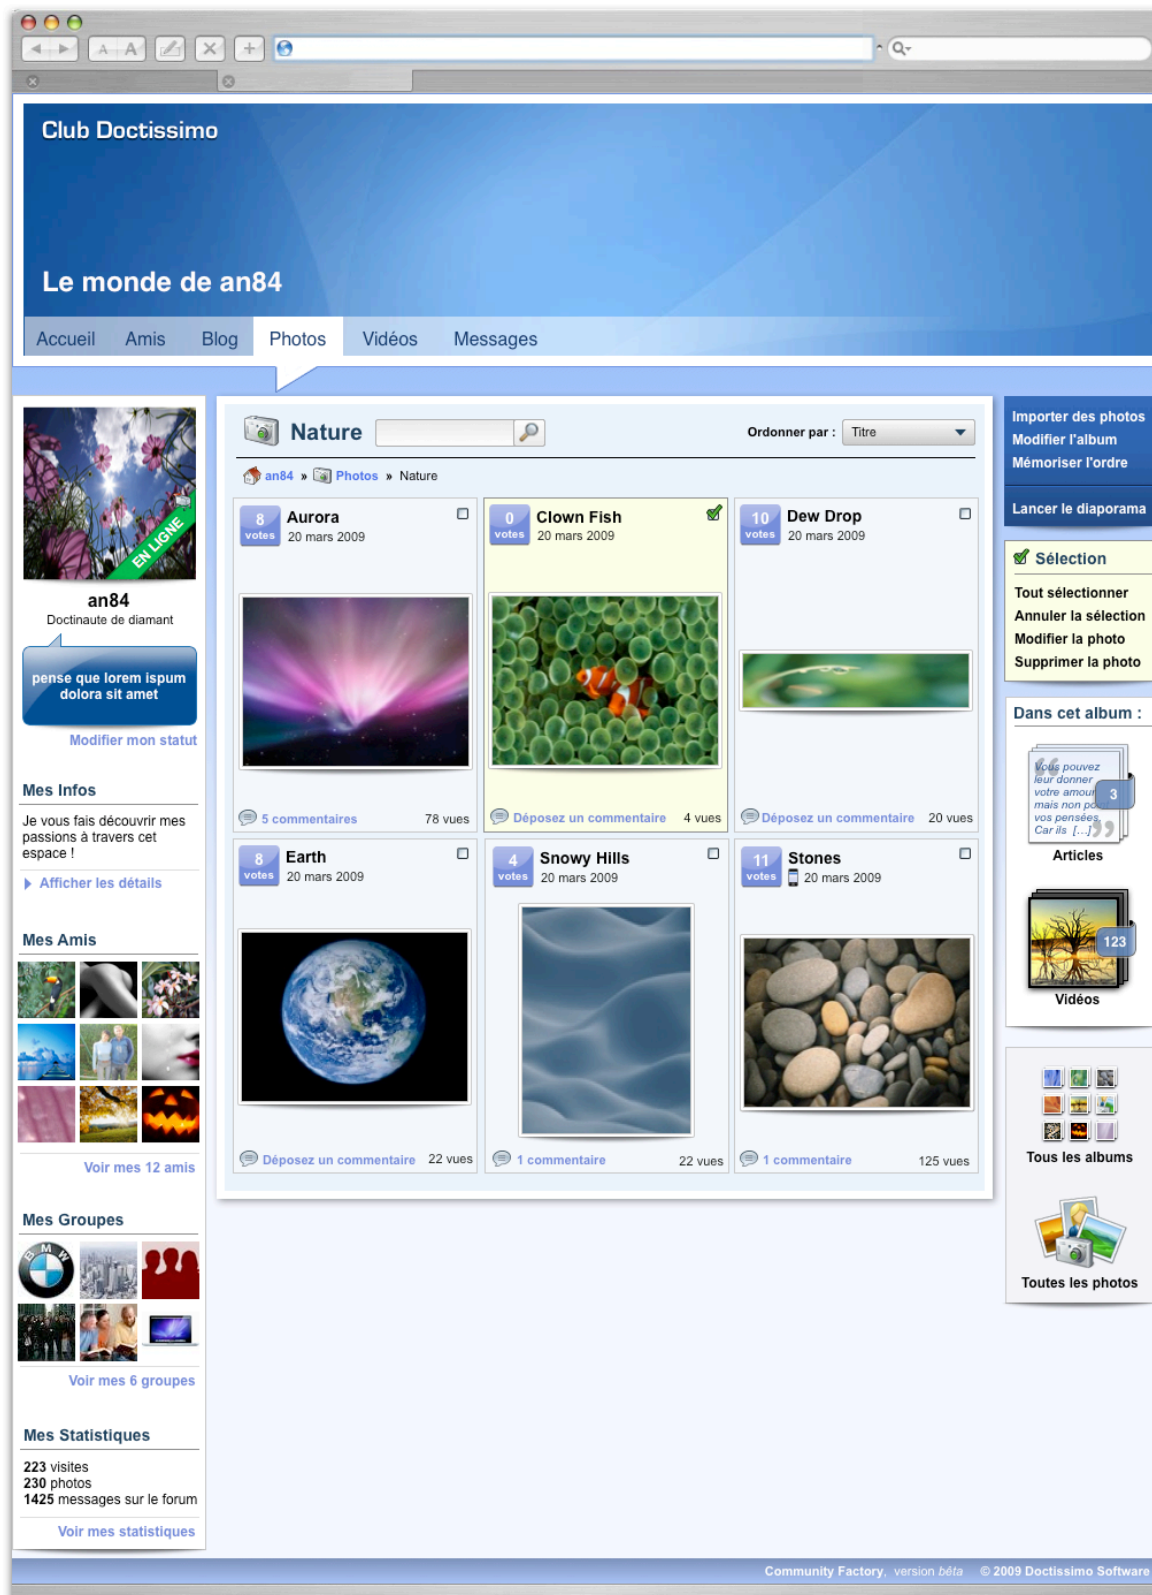 A A
Club Doctissimo
Le monde de an84
Accueil Amis Blog Photos Vidéos Messages
EN LIGNE
an84
Doctinaute de diamant
pense que lorem ispum
dolora sit amet
Modifier mon statut
Mes Infos
Je vous fais découvrir mes
passions à travers cet
espace !
Afficher les détails
Mes Amis
Voir mes 12 amis
Mes Groupes
BMW
Voir mes 6 groupes
Mes Statistiques
223 visites
230 photos
1425 messages sur le forum
Voir mes statistiques
Nature
Ordonner par : Titre
an84 » Photos » Nature
8 votes
Aurora
20 mars 2009
5 commentaires 78 vues
0 votes
Clown Fish
20 mars 2009
Déposez un commentaire 4 vues
10 votes
Dew Drop
20 mars 2009
Déposez un commentaire 20 vues
8 votes
Earth
20 mars 2009
Déposez un commentaire 22 vues
4 votes
Snowy Hills
20 mars 2009
1 commentaire 22 vues
11 votes
Stones
20 mars 2009
1 commentaire 125 vues
Importer des photos
Modifier l'album
Mémoriser l'ordre
Lancer le diaporama
Sélection
Tout sélectionner
Annuler la sélection
Modifier la photo
Supprimer la photo
Dans cet album :
Vous pouvez
leur donner
votre amour
mais non
vos pensées.
Car ils [...]
3
Articles
123
Vidéos
Tous les albums
Toutes les photos
Community Factory, version bêta © 2009 Doctissimo Software